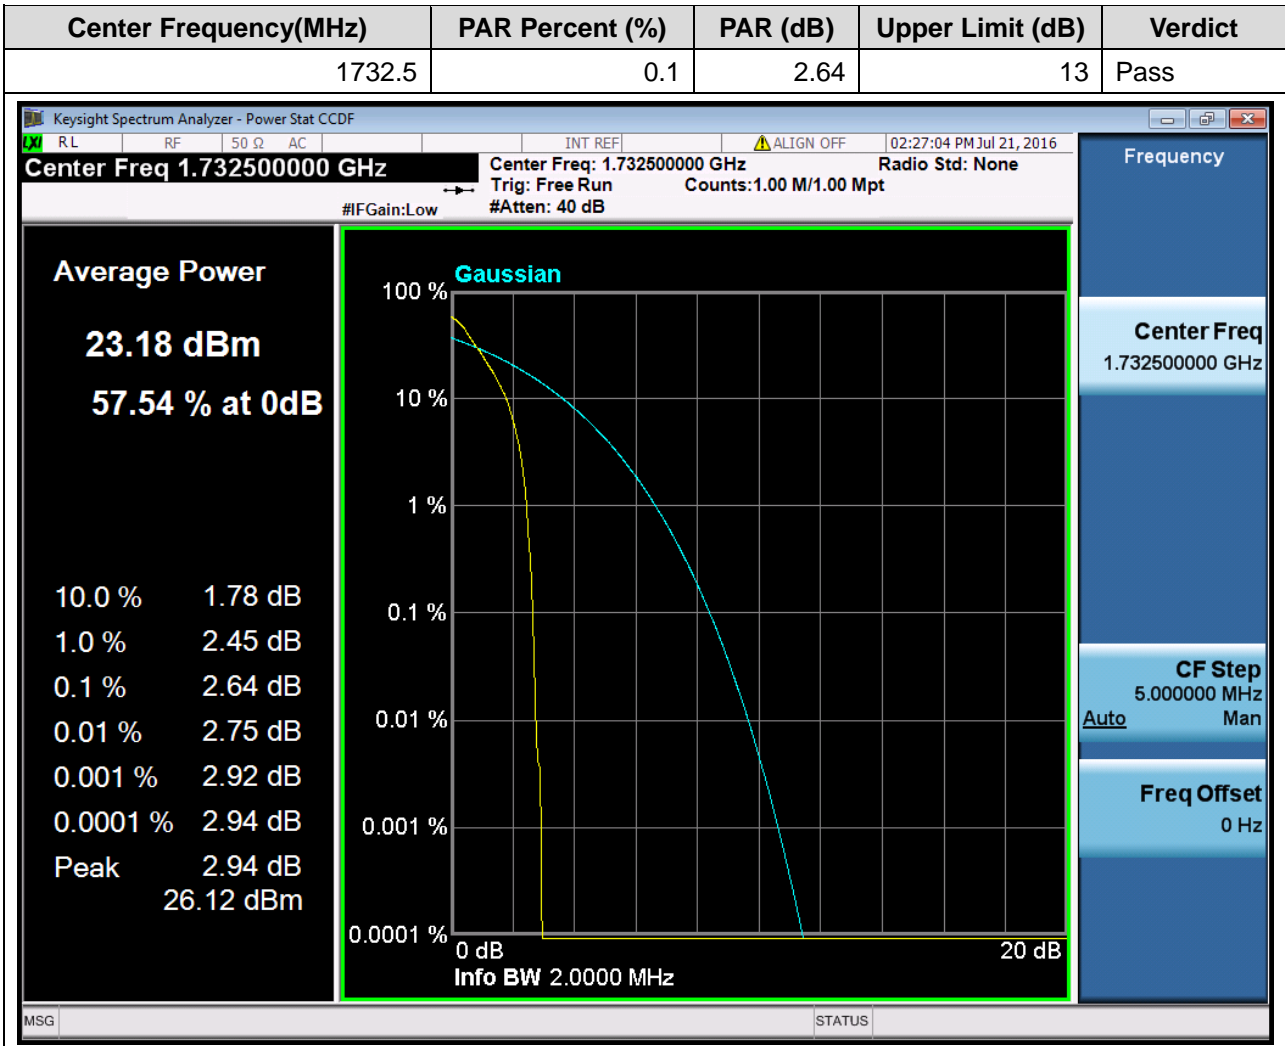 Center Frequency(MHz) PAR Percent (%) PAR (dB) Upper Limit (dB) Verdict
1732.5 0.1 2.64 13 Pass
Keysight Spectrum Analyzer - Power Stat CCDF
LXI RL RF 50 Ω AC INT REF ALIGN OFF 02:27:04 PM Jul 21, 2016
Center Freq 1.732500000 GHz
Center Freq: 1.732500000 GHz Radio Std: None
Trig: Free Run Counts:1.00 M/1.00 Mpt
#IFGain:Low #Atten: 40 dB
Frequency
Average Power
23.18 dBm
57.54 % at 0dB
10.0 % 1.78 dB
1.0 % 2.45 dB
0.1 % 2.64 dB
0.01 % 2.75 dB
0.001 % 2.92 dB
0.0001 % 2.94 dB
Peak 2.94 dB
26.12 dBm
Gaussian
100 %
10 %
1 %
0.1 %
0.01 %
0.001 %
0.0001 %
0 dB 20 dB
Info BW 2.0000 MHz
Center Freq
1.732500000 GHz
CF Step
5.000000 MHz
Auto Man
Freq Offset
0 Hz
MSG STATUS